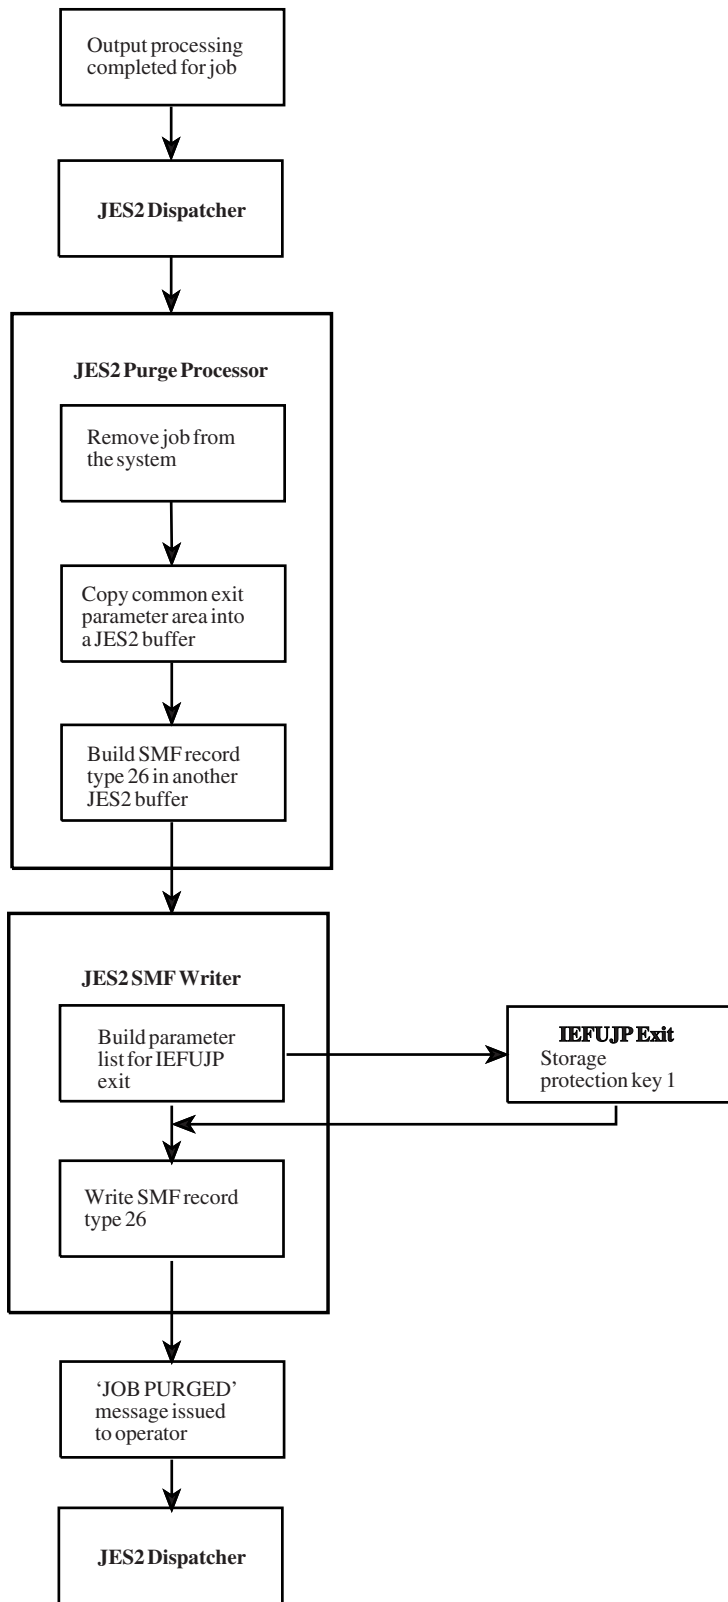 Output processing
completed for job
JES2 Dispatcher
JES2 Purge Processor
Remove job from
the system
Copy common exit
parameter area into
a JES2 buffer
Build SMF record
type 26 in another
JES2 buffer
JES2 SMF Writer
Build parameter
list for IEFUJP
exit
IEFUJP Exit
Storage
protection key 1
Write SMF record
type 26
‘JOB PURGED’
message issued
to operator
JES2 Dispatcher